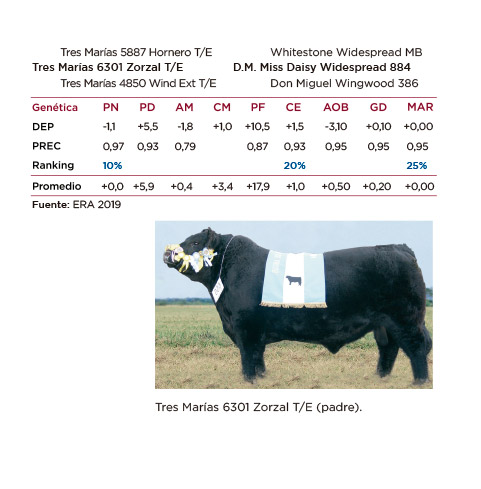 Tres Marías 5887 Hornero T/E Whitestone Widespread MB
Tres Marías 6301 Zorzal T/E D.M. Miss Daisy Widespread 884
Tres Marías 4850 Wind Ext T/E Don Miguel Wingwood 386
Genética PN PD AM CM PF CE AOB GD MAR
DEP -1,1 +5,5 -1,8 +1,0 +10,5 +1,5 -3,10 +0,10 +0,00
PREC 0,97 0,93 0,79 0,87 0,93 0,95 0,95 0,95
Ranking 10% 20% 25%
Promedio +0,0 +5,9 +0,4 +3,4 +17,9 +1,0 +0,50 +0,20 +0,00
Fuente: ERA 2019
Tres Marías 6301 Zorzal T/E (padre).